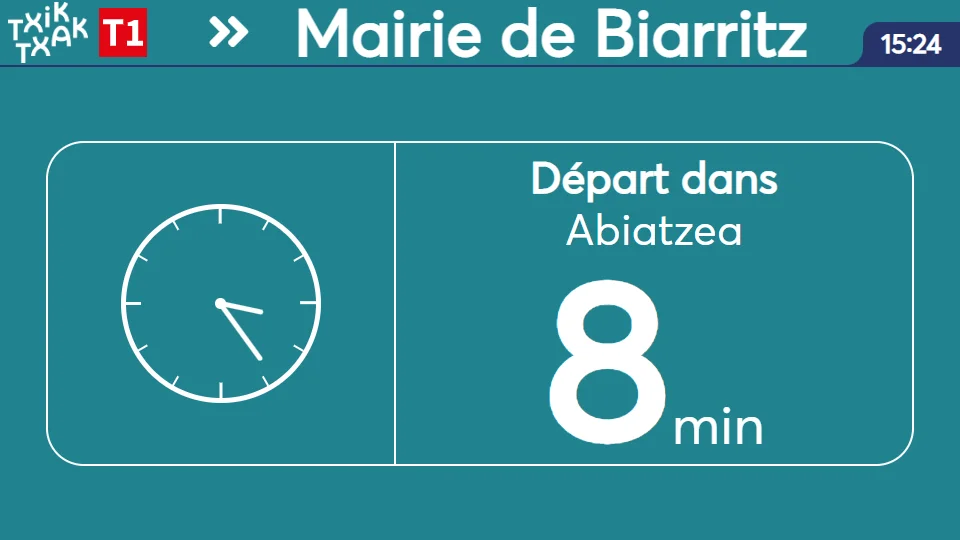 TXiK
TXAK
T1
Mairie de Biarritz
15:24
Départ dans
Abiatzea
8 min